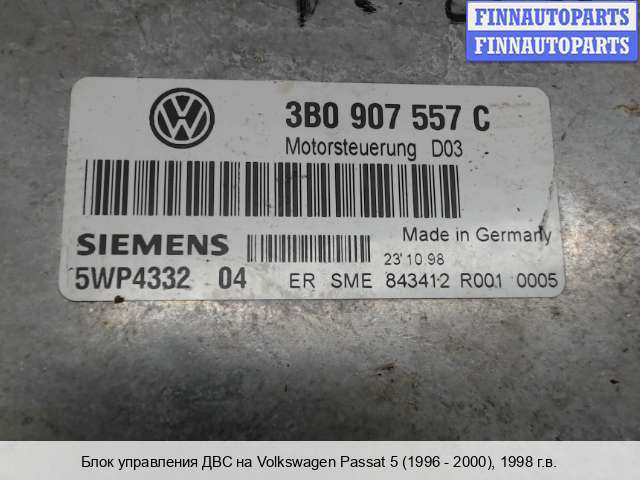 FINNAUTOPARTS
FINNAUTOPARTS
3B0 907 557 C
Motorsteuerung D03
SIEMENS
Made in Germany
23'10 98
5WP4332 04
ER SME 843412 R001 0005
Блок управления ДВС на Volkswagen Passat 5 (1996 - 2000), 1998 г.в.